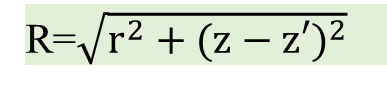 R=√r² + (z − z′)²